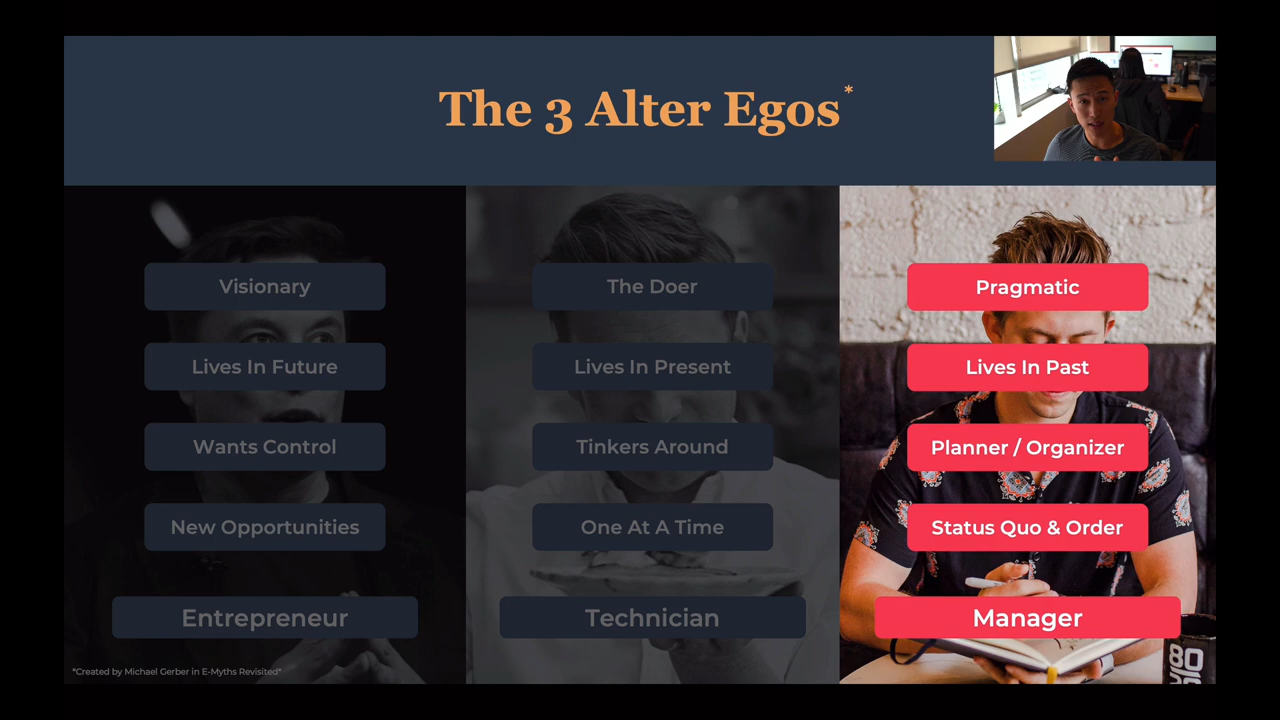 The 3 Alter Egos*
Visionary
Lives In Future
Wants Control
New Opportunities
Entrepreneur
The Doer
Lives In Present
Tinkers Around
One At A Time
Technician
Pragmatic
Lives In Past
Planner / Organizer
Status Quo & Order
Manager
*Created by Michael Gerber in E-Myths Revisited*